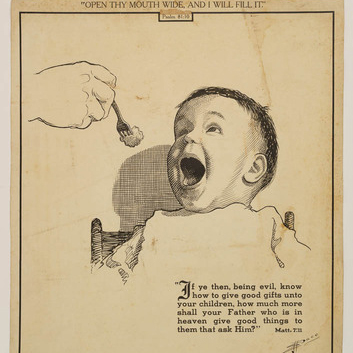 "OPEN THY MOUTH WIDE, AND I WILL FILL IT."
Psalm 81:10
"If ye then, being evil, know
how to give good gifts unto
your children, how much more
shall your Father who is in
heaven give good things to
them that ask Him?" Matt. 7:11